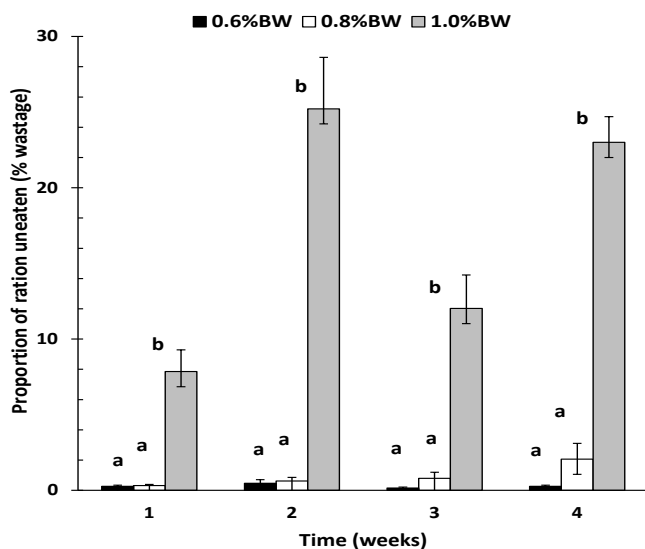 0.6%BW 0.8%BW 1.0%BW
Proportion of ration uneaten (% wastage)
30
20
10
0
a a b
a a b
a a b
a a b
1 2 3 4
Time (weeks)